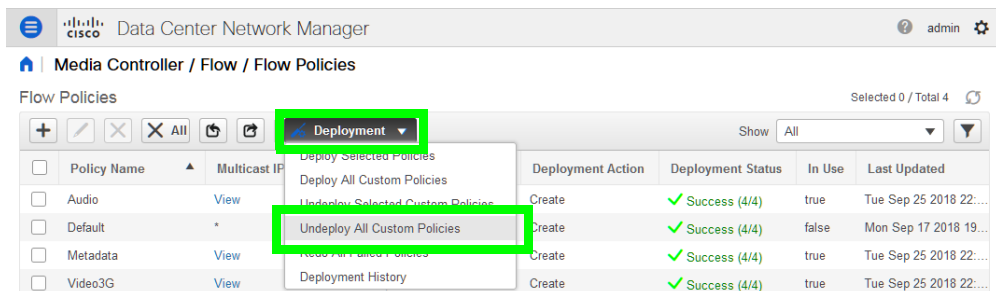 cisco Data Center Network Manager admin
Media Controller / Flow / Flow Policies
Flow Policies Selected 0 / Total 4
All Deployment Show All
Policy Name Multicast IP Deployment Action Deployment Status In Use Last Updated
Audio View Create Success (4/4) true Tue Sep 25 2018 22:...
Default * Create Success (4/4) false Mon Sep 17 2018 19...
Metadata View Create Success (4/4) true Tue Sep 25 2018 22:...
Video3G View Create Success (4/4) true Tue Sep 25 2018 22:...
Deploy Selected Policies
Deploy All Custom Policies
Undeploy Selected Custom Policies
Undeploy All Custom Policies
Redo All Failed Policies
Deployment History